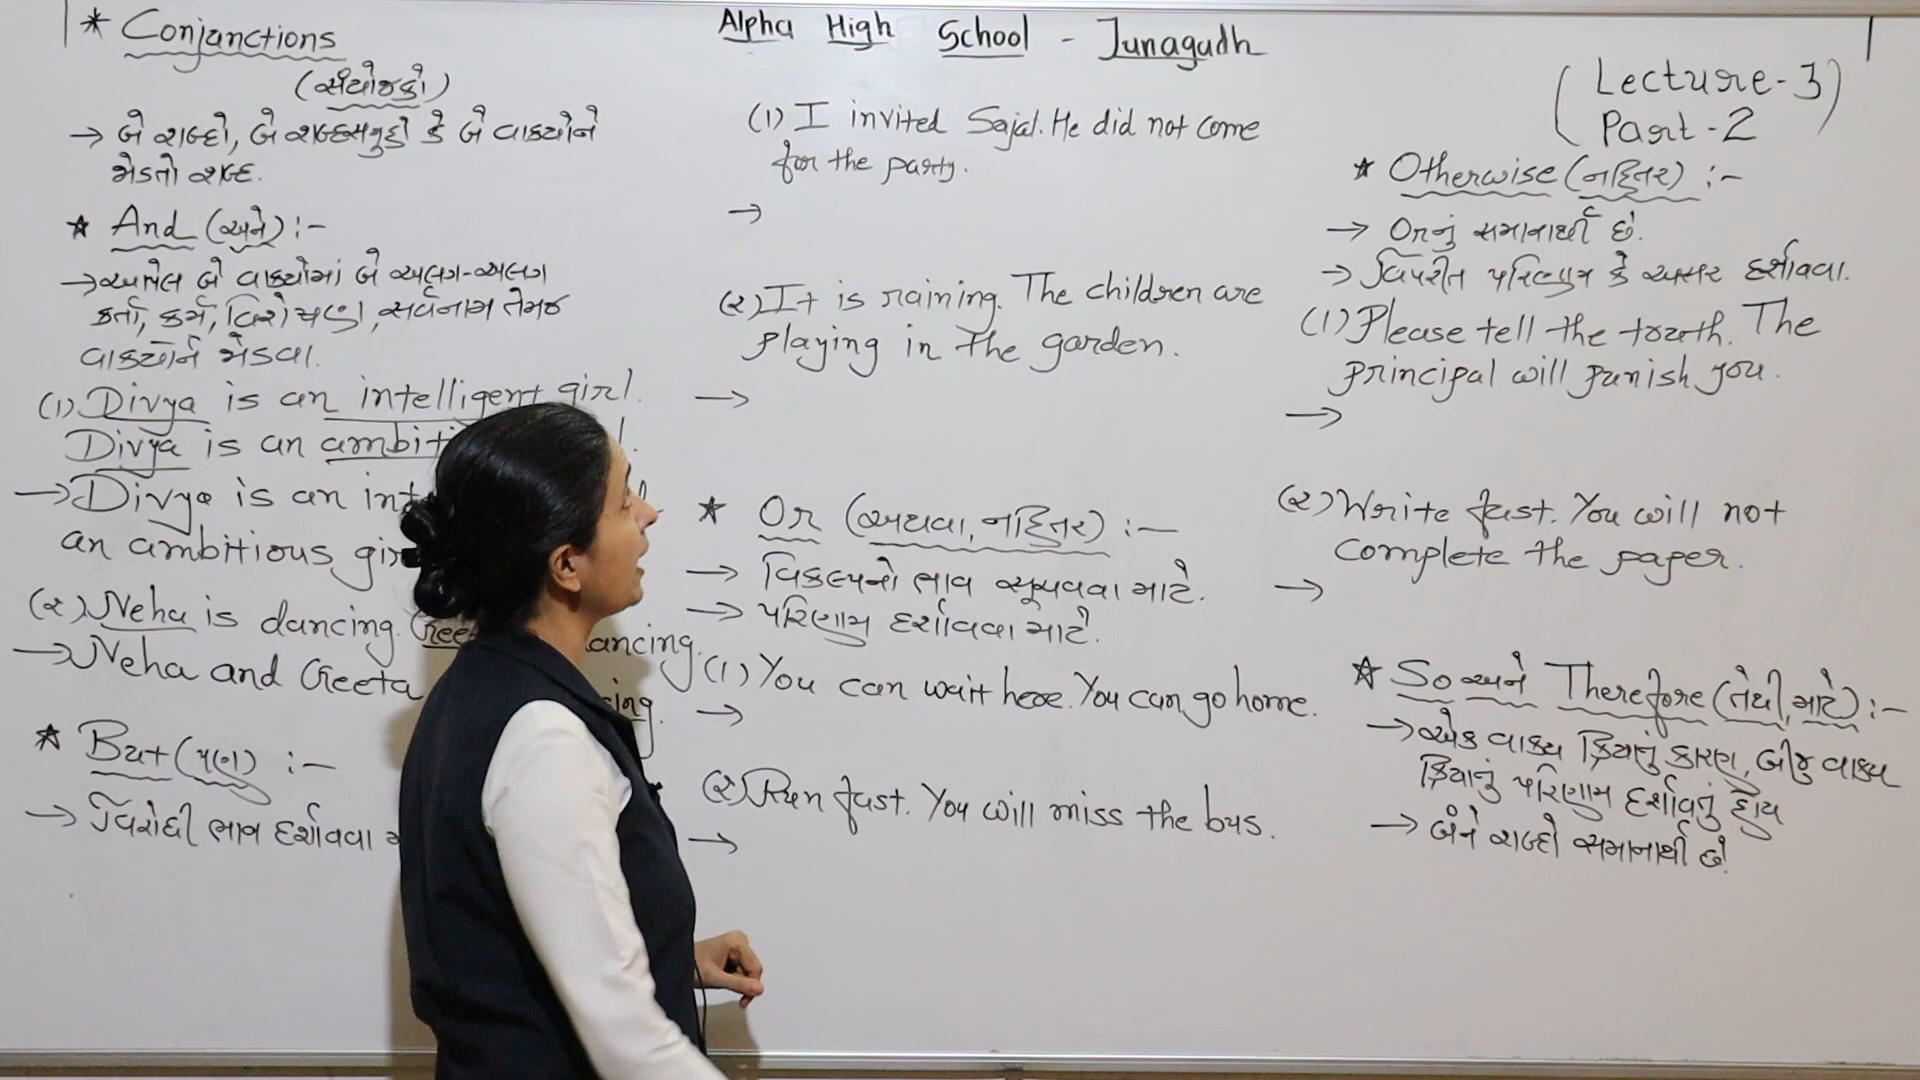 * Conjunctions
(સંયોજકો)
→ બે શબ્દો, બે શબ્દસમુહો કે બે વાક્યોને
જોડતો શબ્દ.
* And (અને) :-
→ આપેલ બે વાક્યોમાં બે અલગ-અલગ
કર્તા, કર્મ, વિશેષણ, સર્વનામ તેમજ
વાક્યોને જોડવા.
(1) Divya is an intelligent girl.
Divya is an
→ Divya is an
an ambitious
(૨) Neha is dancing. ancing.
→ Neha and Geeta
* But (પણ) :-
→ વિરોધી ભાવ દર્શાવવા
Alpha High School - Junagadh
(1) I invited Sejal. He did not come
for the party.
→
(૨) It is raining. The children are
playing in the garden.
→
* Or (અથવા, નહિતર) :-
→ વિકલ્પનો ભાવ સૂચવવા માટે.
→ પરિણામ દર્શાવવા માટે.
(1) You can wait here. You can go home.
→
(૨) Run fast. You will miss the bus.
→
(Lecture-3
Part-2)
* Otherwise (નહિતર) :-
→ Orનું સમાનાર્થી છે.
→ વિપરીત પરિણામ કે અસર દર્શાવવા.
(1) Please tell the truth. The
principal will punish you.
→
(૨) Write fast. You will not
complete the paper.
→
* So અને Therefore (તેથી, માટે) :-
→ એક વાક્ય ક્રિયાનું કારણ, બીજુ વાક્ય
ક્રિયાનું પરિણામ દર્શાવતું હોય
→ બંને શબ્દો સમાનાર્થી છે.